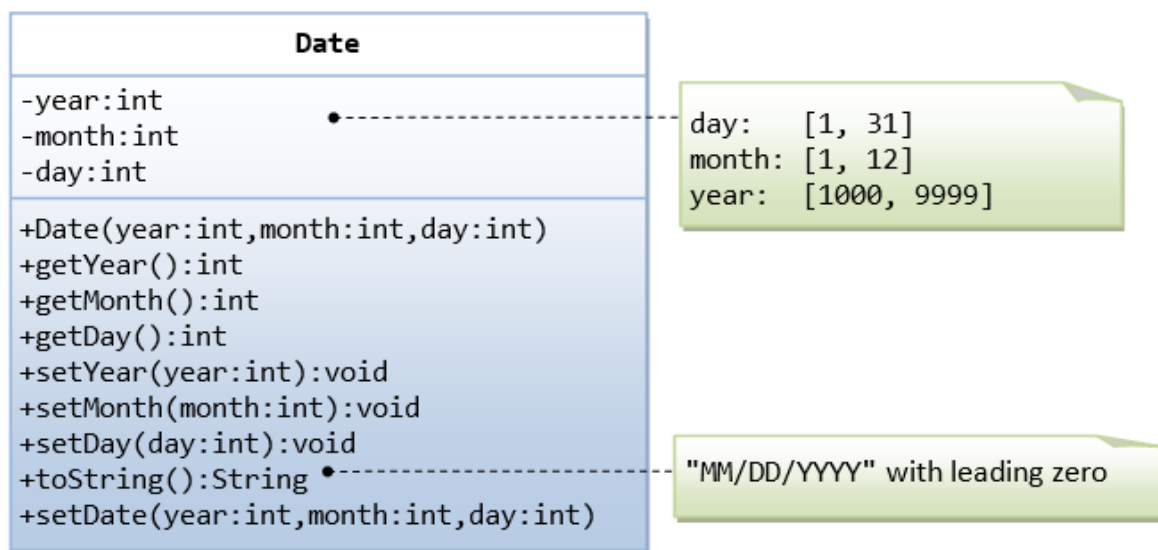 Date
-year:int
-month:int
-day:int
day:   [1, 31]
month: [1, 12]
year:  [1000, 9999]
+Date(year:int,month:int,day:int)
+getYear():int
+getMonth():int
+getDay():int
+setYear(year:int):void
+setMonth(month:int):void
+setDay(day:int):void
+toString():String
+setDate(year:int,month:int,day:int)
"MM/DD/YYYY" with leading zero